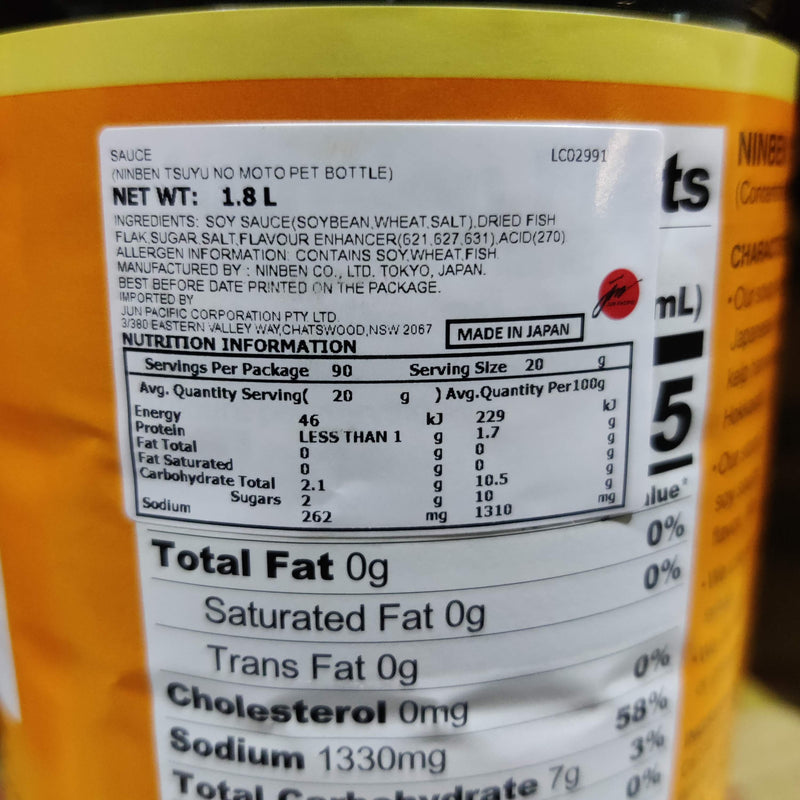 SAUCE
LC02991
(NINBEN TSUYU NO MOTO PET BOTTLE)
NET WT: 1.8 L
INGREDIENTS: SOY SAUCE(SOYBEAN,WHEAT,SALT),DRIED FISH
FLAK,SUGAR,SALT,FLAVOUR ENHANCER(621,627,631),ACID(270)
ALLERGEN INFORMATION: CONTAINS SOY,WHEAT,FISH.
MANUFACTURED BY : NINBEN CO., LTD. TOKYO, JAPAN.
BEST BEFORE DATE PRINTED ON THE PACKAGE.
IMPORTED BY
JUN PACIFIC CORPORATION PTY LTD.
3/380 EASTERN VALLEY WAY,CHATSWOOD,NSW 2067
MADE IN JAPAN
JUN PACIFIC
NUTRITION INFORMATION
Servings Per Package 90 Serving Size 20 g
Avg. Quantity Serving( 20 g ) Avg.Quantity Per100g
Energy 46 kJ 229 kJ
Protein LESS THAN 1 g 1.7 g
Fat Total 0 g 0 g
Fat Saturated 0 g 0 g
Carbohydrate Total 2.1 g 10.5 g
Sugars 2 g 10 g
Sodium 262 mg 1310 mg
ts
mL)
5
alue*
Total Fat 0g 0%
Saturated Fat 0g 0%
Trans Fat 0g
Cholesterol 0mg 0%
Sodium 1330mg 58%
Total Carbohydrate 7g 3%
0%
NINBEN